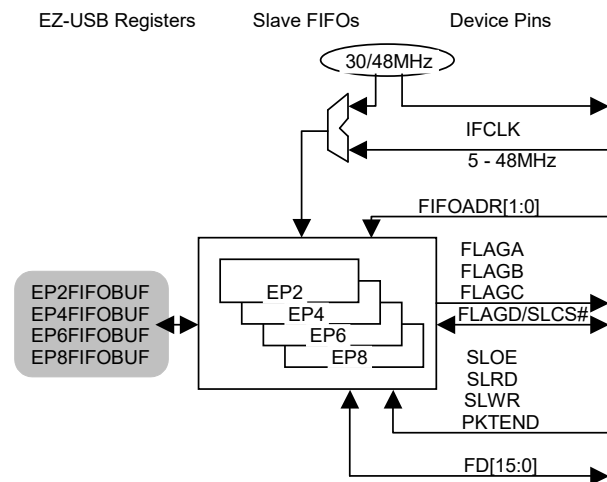 EZ-USB Registers
Slave FIFOs
Device Pins
30/48MHz
IFCLK
5 - 48MHz
FIFOADR[1:0]
EP2FIFOBUF
EP4FIFOBUF
EP6FIFOBUF
EP8FIFOBUF
EP2
EP4
EP6
EP8
FLAGA
FLAGB
FLAGC
FLAGD/SLCS#
SLOE
SLRD
SLWR
PKTEND
FD[15:0]